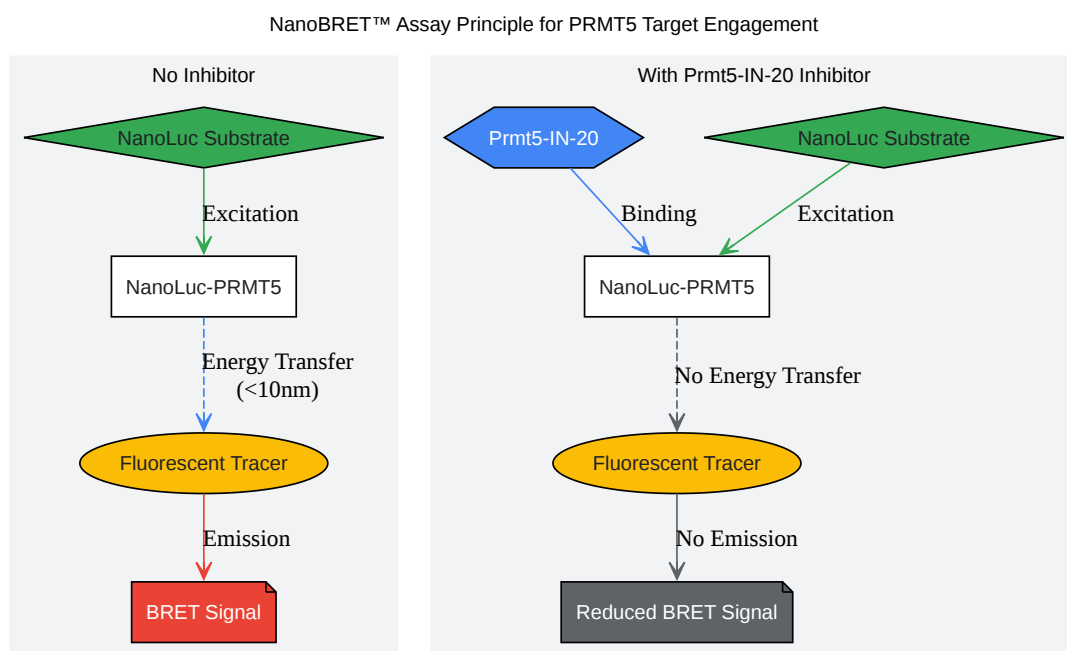 NanoBRET™ Assay Principle for PRMT5 Target Engagement
No Inhibitor
NanoLuc Substrate
Excitation
NanoLuc-PRMT5
Energy Transfer
(<10nm)
Fluorescent Tracer
Emission
BRET Signal
With Prmt5-IN-20 Inhibitor
Prmt5-IN-20
NanoLuc Substrate
Binding
Excitation
NanoLuc-PRMT5
No Energy Transfer
Fluorescent Tracer
No Emission
Reduced BRET Signal